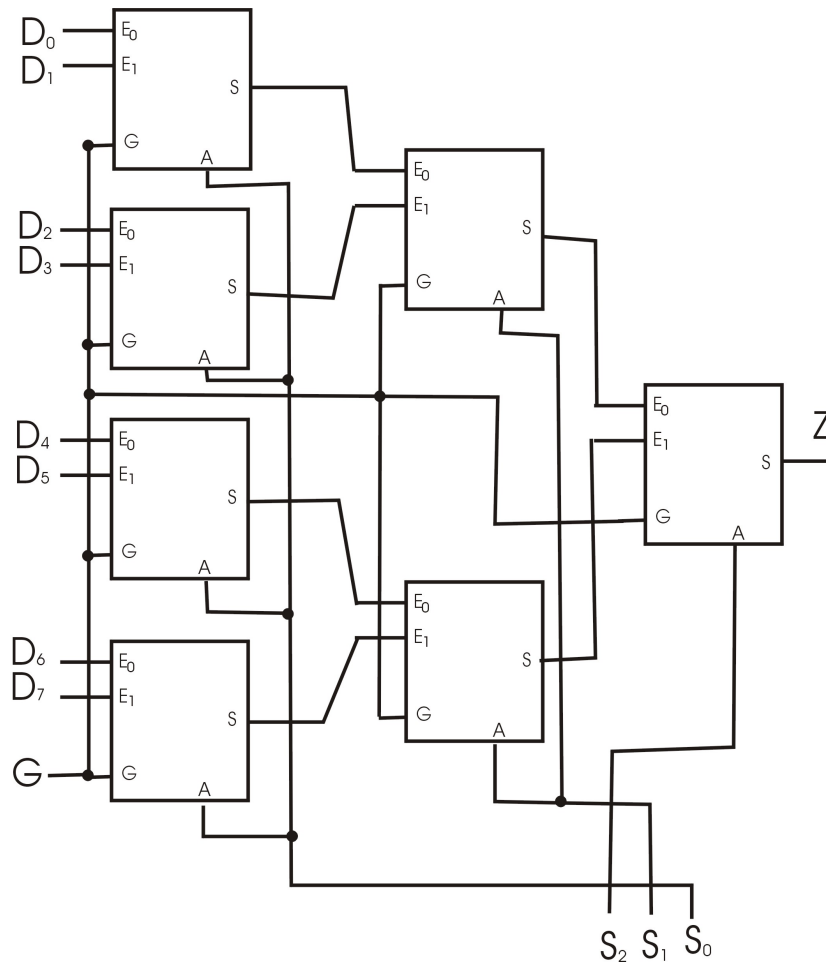 D₀ E₀
D₁ E₁
S
G
A
D₂ E₀
D₃ E₁
S
G
A
E₀
E₁
S
G
A
D₄ E₀
D₅ E₁
S
G
A
E₀
E₁
S
G
A
Z
D₆ E₀
D₇ E₁
S
G G
A
E₀
E₁
S
G
A
S₂ S₁ S₀